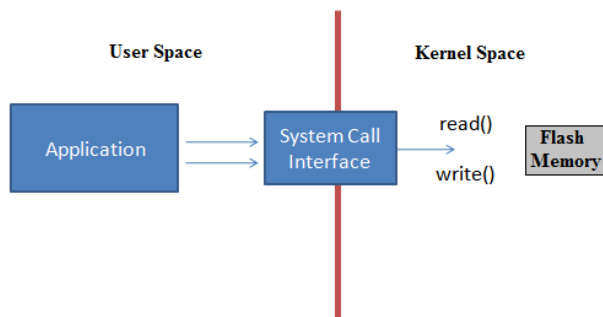 User Space
Kernel Space
Application
System Call
Interface
read()
write()
Flash
Memory